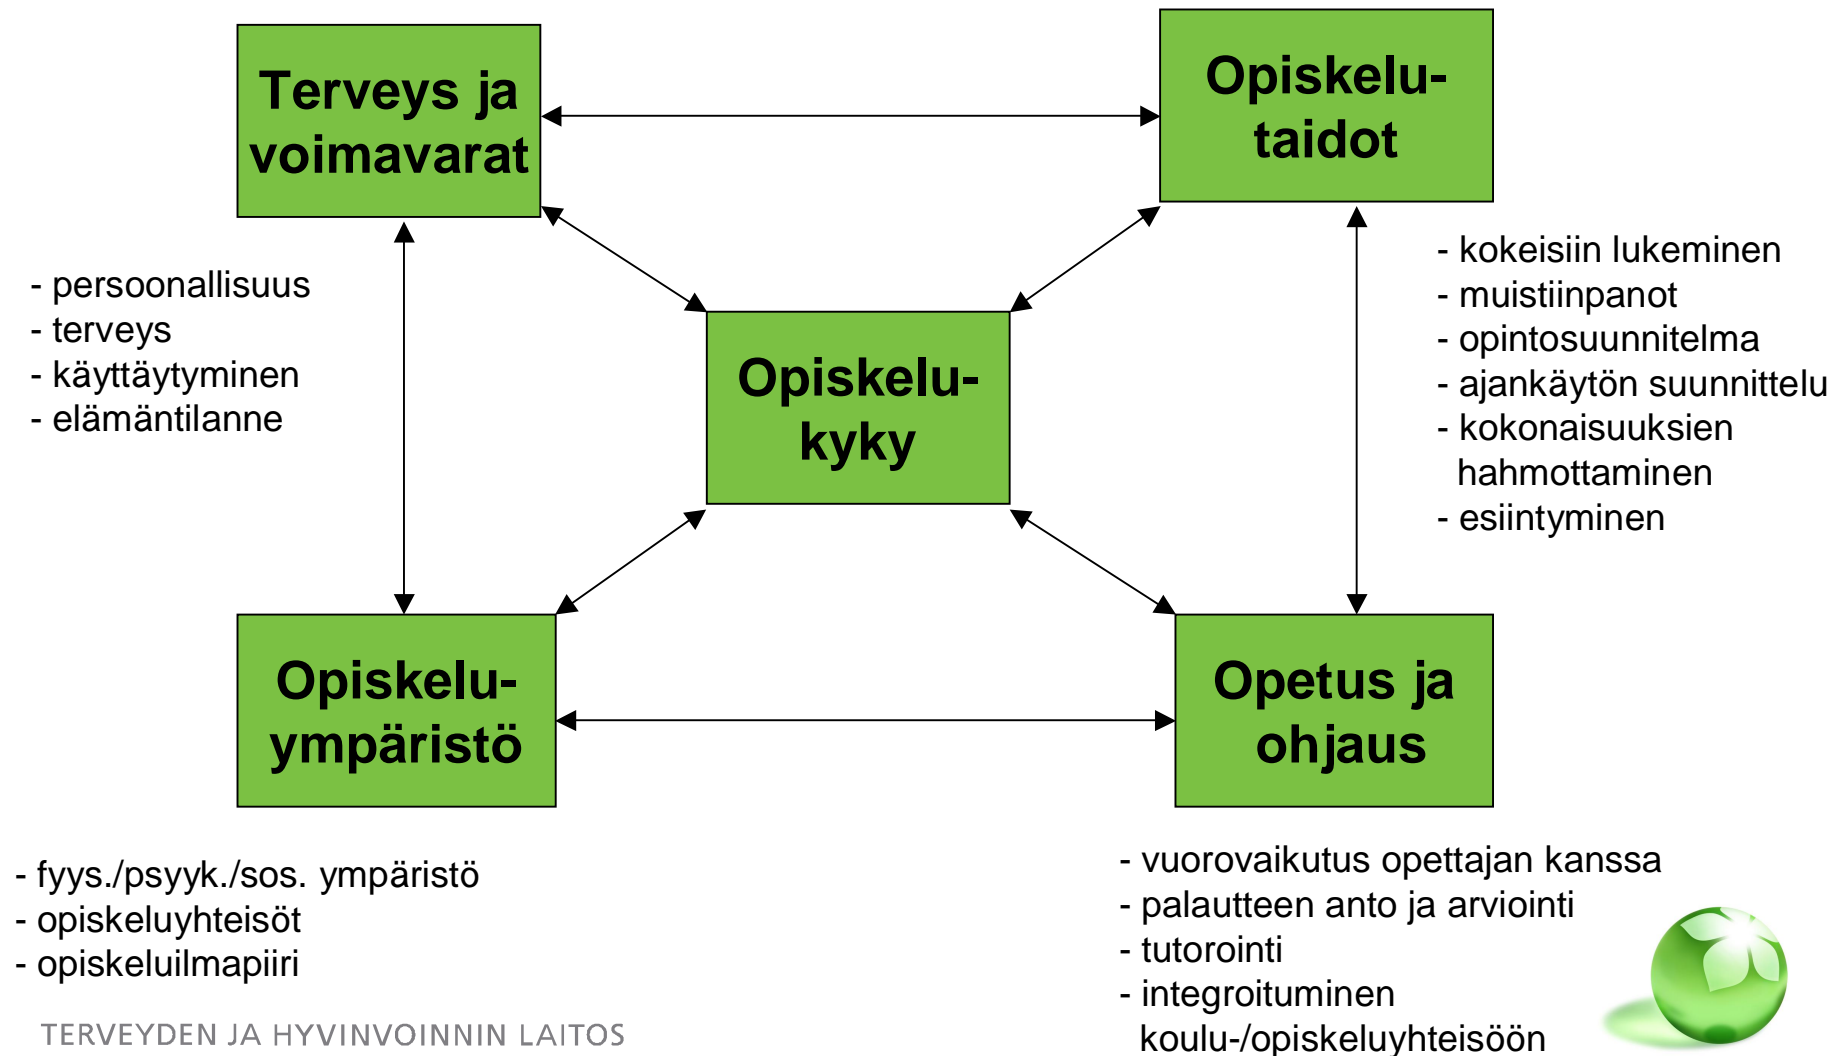 Terveys ja
voimavarat
Opiskelu-
taidot
- persoonallisuus
- terveys
- käyttäytyminen
- elämäntilanne
- kokeisiin lukeminen
- muistiinpanot
- opintosuunnitelma
- ajankäytön suunnittelu
- kokonaisuuksien
hahmottaminen
- esiintyminen
Opiskelu-
kyky
Opiskelu-
ympäristö
Opetus ja
ohjaus
- fyys./psyyk./sos. ympäristö
- opiskeluyhteisöt
- opiskeluilmapiiri
- vuorovaikutus opettajan kanssa
- palautteen anto ja arviointi
- tutorointi
- integroituminen
koulu-/opiskeluyhteisöön
TERVEYDEN JA HYVINVOINNIN LAITOS